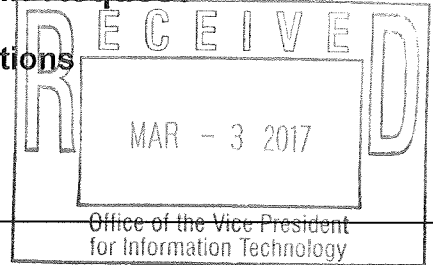 RECEIVED
tions
MAR - 3 2017
Office of the Vice President
for Information Technology